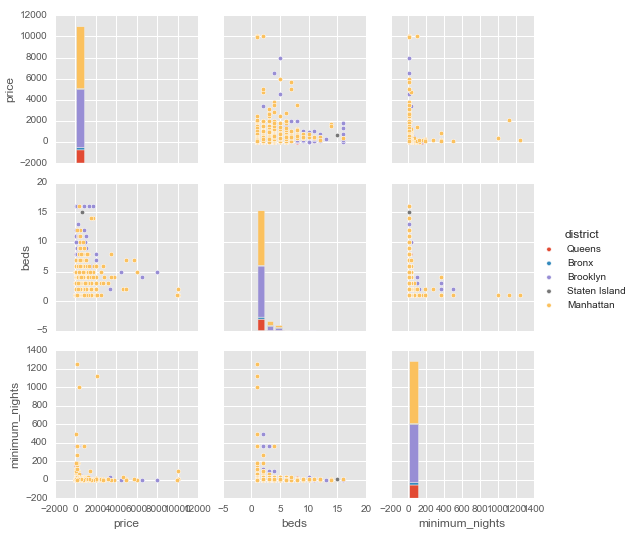 12000
10000
8000
6000
4000
2000
0
−2000
price
20
15
10
5
0
−5
beds
district
Queens
Bronx
Brooklyn
Staten Island
Manhattan
1400
1200
1000
800
600
400
200
0
−200
minimum_nights
−2000 0 2000 4000 6000 8000 10000 12000
−5 0 5 10 15 20
−200 0 200 400 600 800 1000 1200 1400
price beds minimum_nights